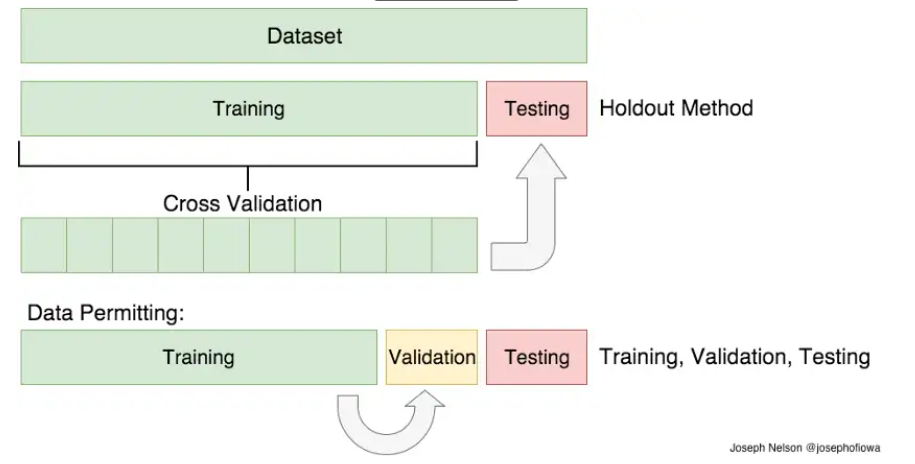 Dataset
Training
Testing
Holdout Method
Cross Validation
Data Permitting:
Training
Validation
Testing
Training, Validation, Testing
Joseph Nelson @josephofiowa